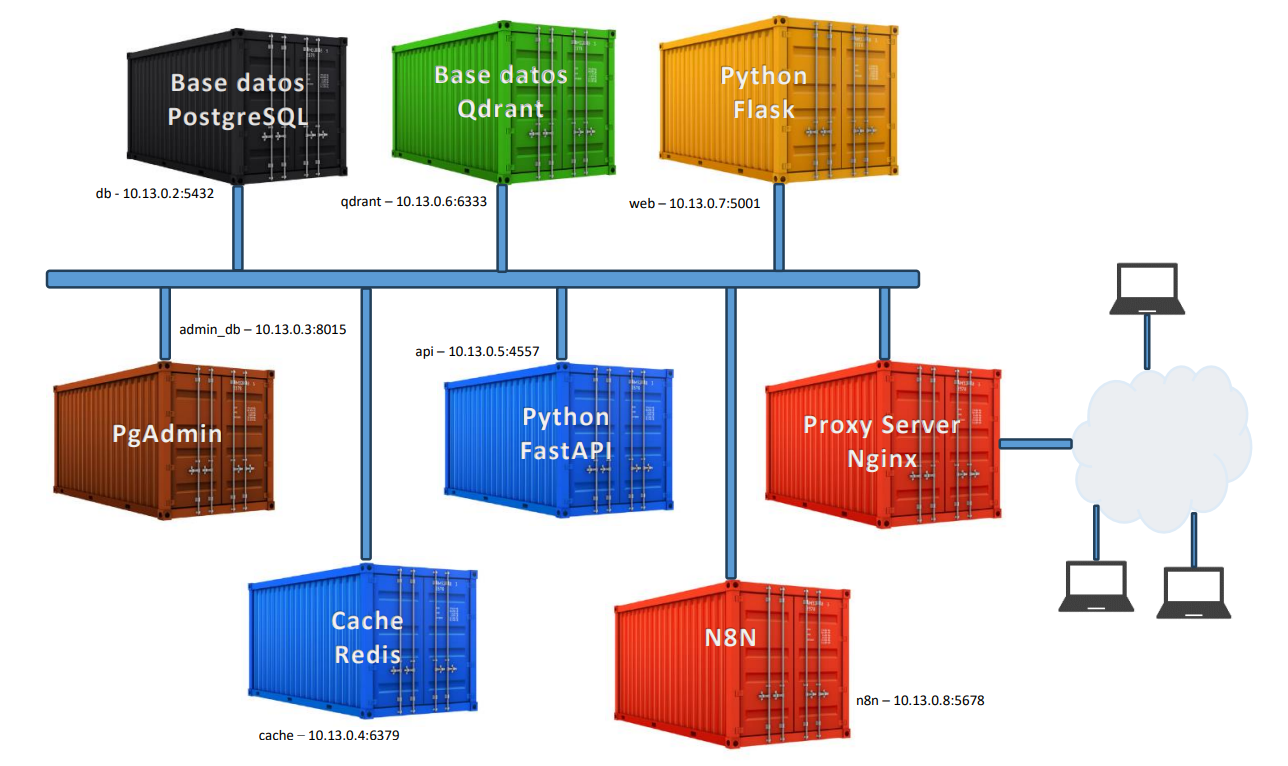 Base datos
PostgreSQL
Base datos
Qdrant
Python
Flask
db - 10.13.0.2:5432
qdrant – 10.13.0.6:6333
web – 10.13.0.7:5001
admin_db – 10.13.0.3:8015
api – 10.13.0.5:4557
PgAdmin
Python
FastAPI
Proxy Server
Nginx
Cache
Redis
N8N
n8n – 10.13.0.8:5678
cache – 10.13.0.4:6379